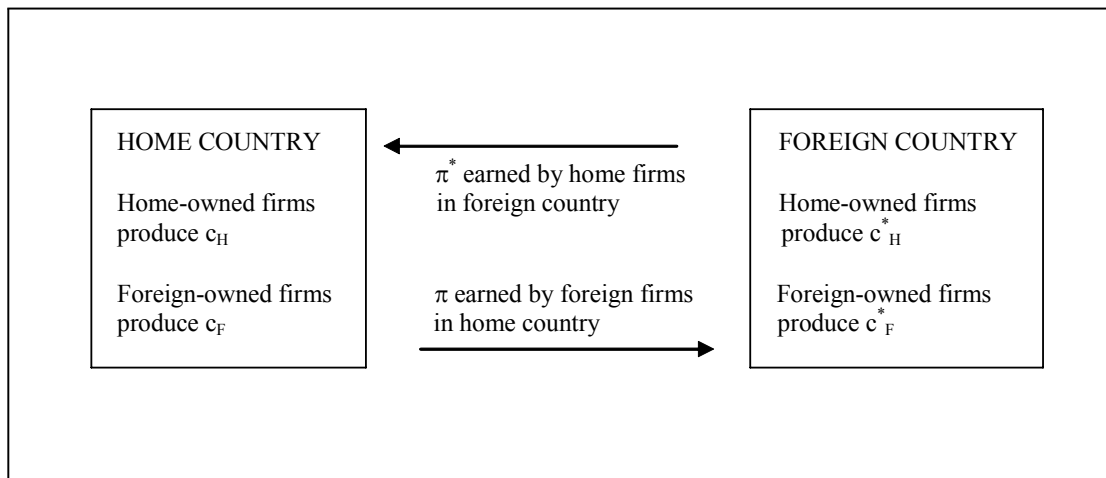 HOME COUNTRY
Home-owned firms
produce c_H
Foreign-owned firms
produce c_F
π* earned by home firms
in foreign country
π earned by foreign firms
in home country
FOREIGN COUNTRY
Home-owned firms
produce c*_H
Foreign-owned firms
produce c*_F